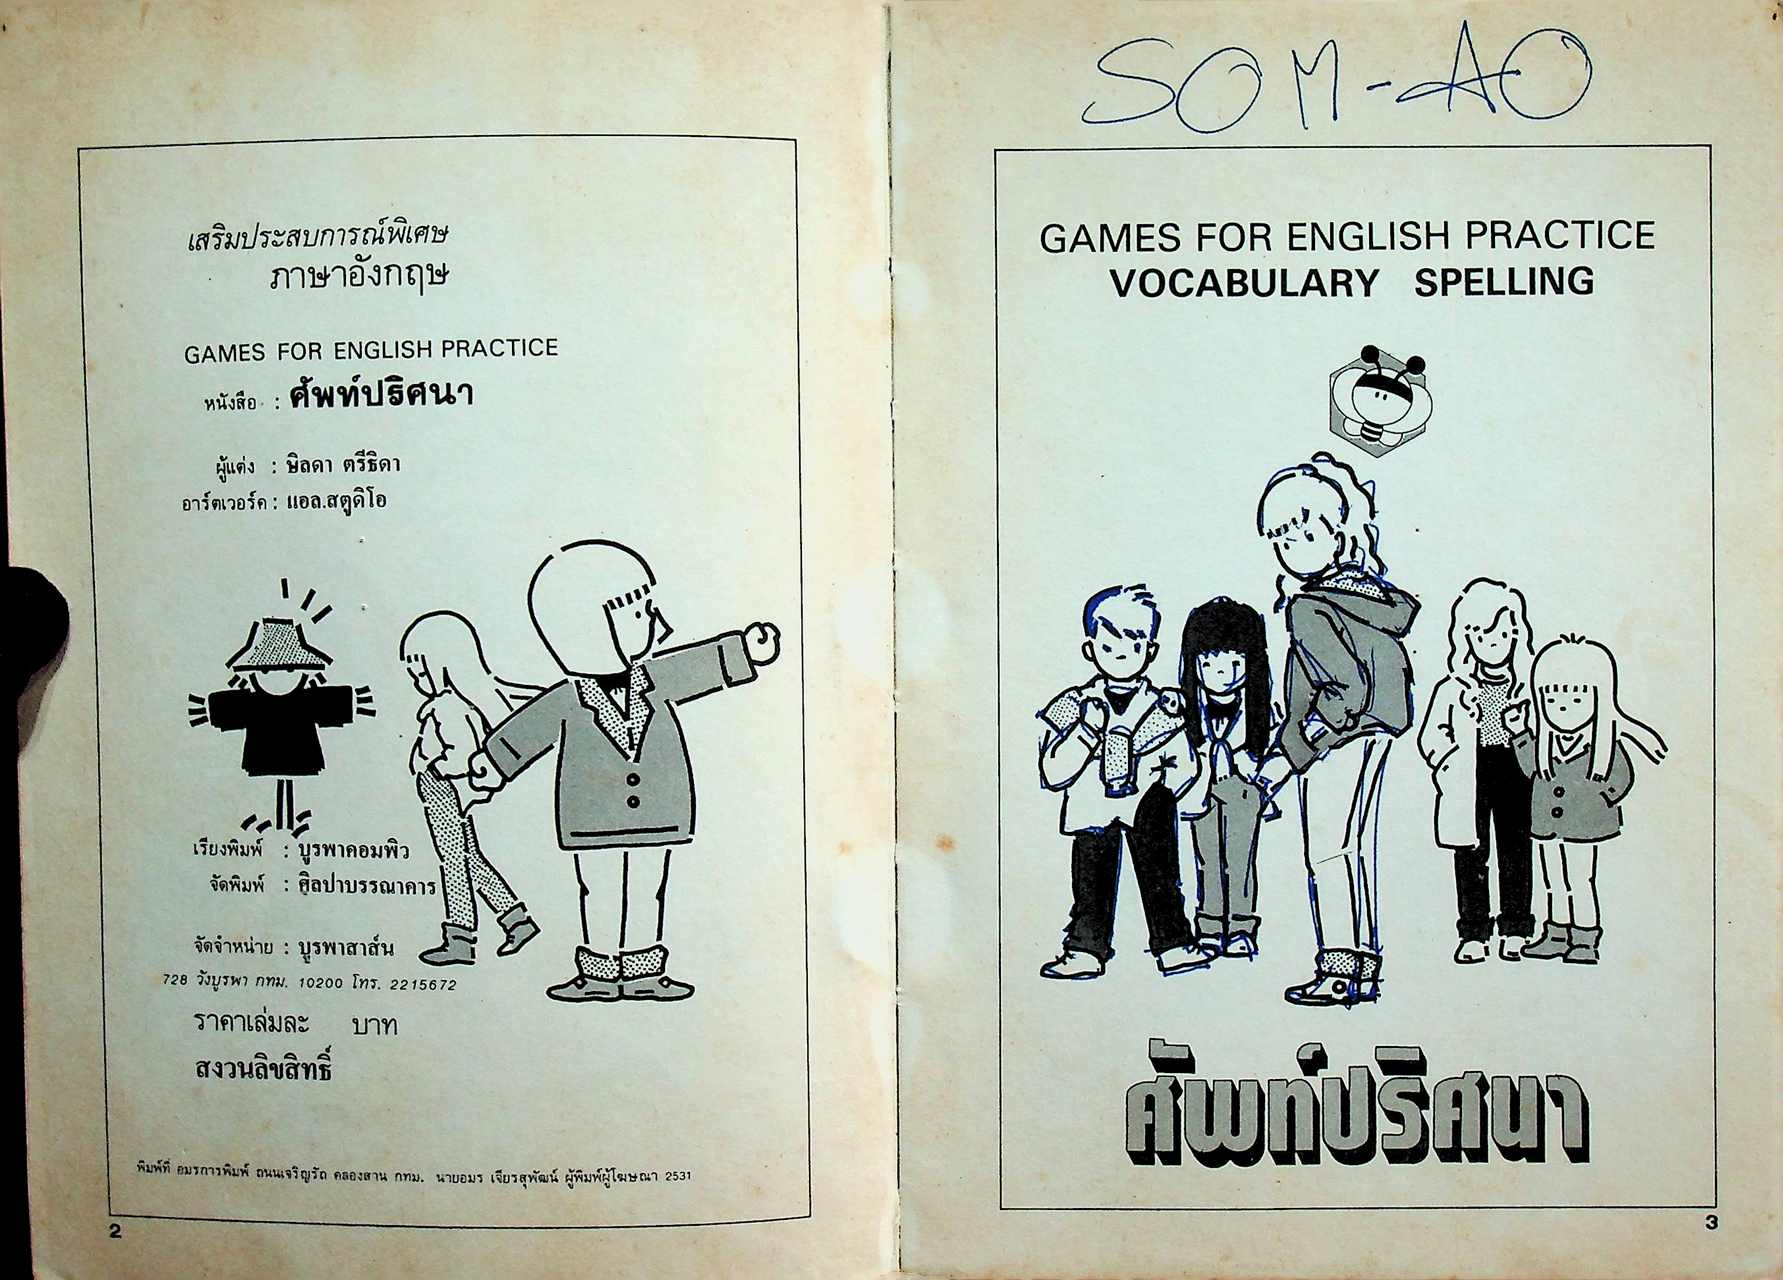 เสริมประสบการณ์พิเศษ
ภาษาอังกฤษ
GAMES FOR ENGLISH PRACTICE
หนังสือ : ศัพท์ปริศนา
ผู้แต่ง : ษิลดา ตรีธิดา
อาร์ตเวอร์ค : แอล.สตูดิโอ
เรียงพิมพ์ : บูรพาคอมพิว
จัดพิมพ์ : ศิลปาบรรณาคาร
จัดจำหน่าย : บูรพาสาส์น
728 วังบูรพา กทม. 10200 โทร. 2215672
ราคาเล่มละ บาท
สงวนลิขสิทธิ์
พิมพ์ที่ อมรการพิมพ์ ถนนเจริญรัถ คลองสาน กทม. นายอมร เจียรสุพัฒน์ ผู้พิมพ์ผู้โฆษณา 2531
2
SOM-AO
GAMES FOR ENGLISH PRACTICE
VOCABULARY SPELLING
ศัพท์ปริศนา
3